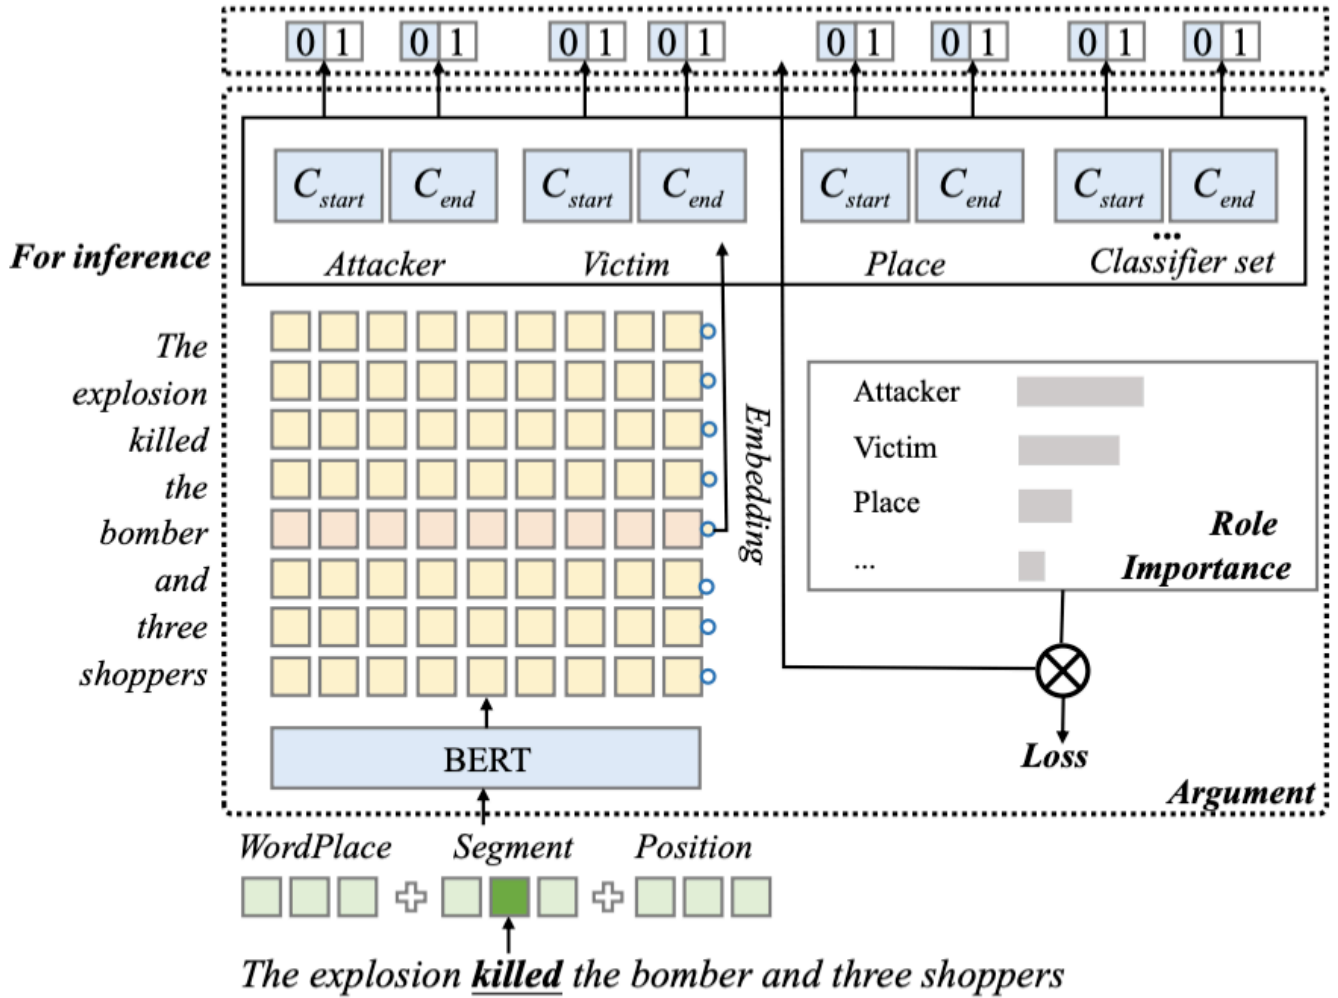 0 1 0 1 0 1 0 1 0 1 0 1 0 1 0 1
C start C end C start C end C start C end C start C end
...
For inference
Attacker Victim Place Classifier set
The
explosion
killed
the
bomber
and
three
shoppers
Embedding
Attacker
Victim
Place
...
Role
Importance
BERT
Loss
Argument
WordPlace Segment Position
The explosion killed the bomber and three shoppers